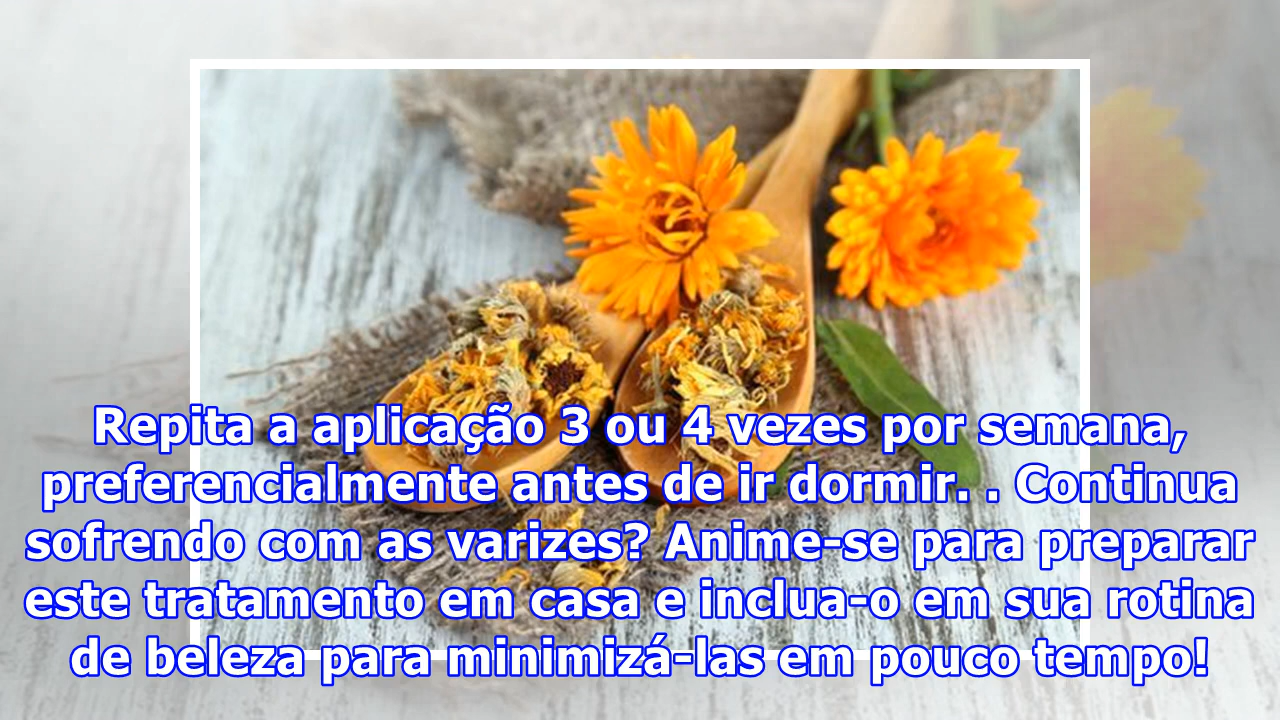 Repita a aplicação 3 ou 4 vezes por semana,
preferencialmente antes de ir dormir. . Continua
sofrendo com as varizes? Anime-se para preparar
este tratamento em casa e inclua-o em sua rotina
de beleza para minimizá-las em pouco tempo!